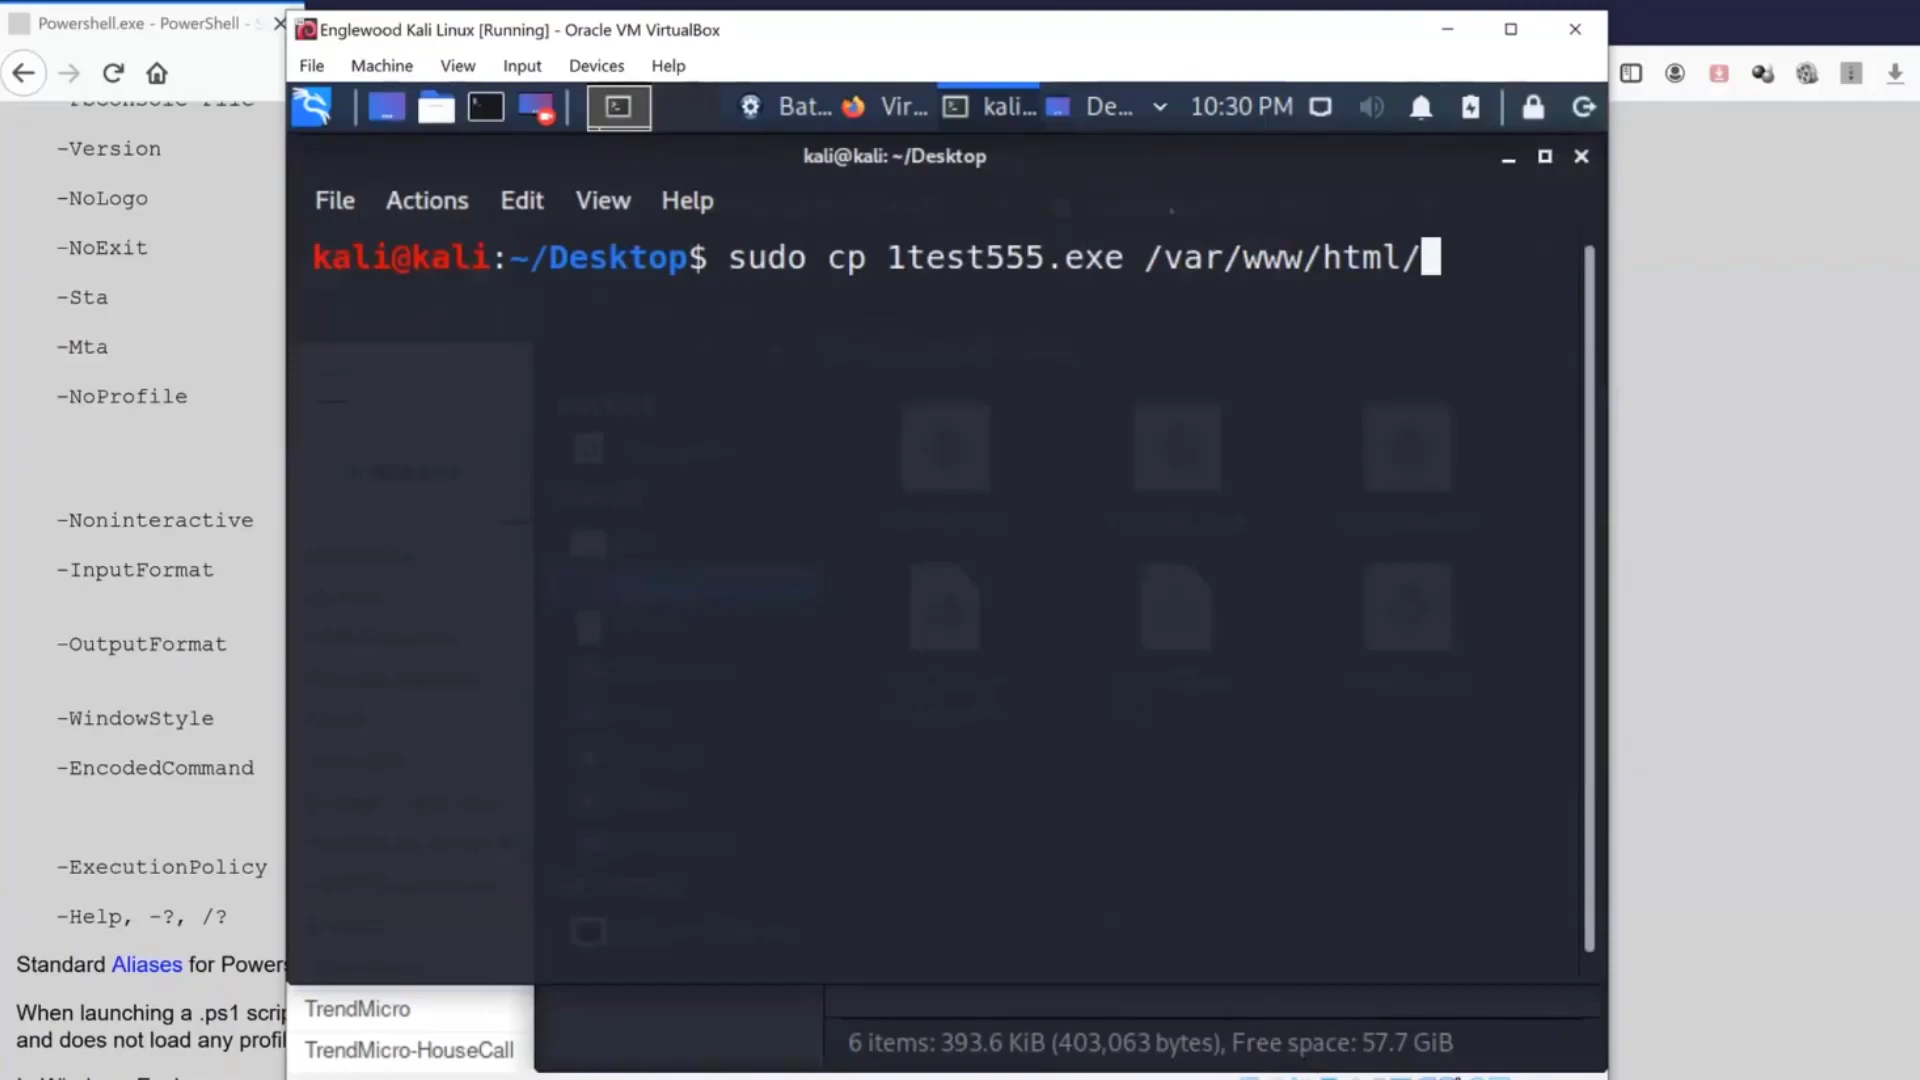 Powershell.exe - PowerShell -
Englewood Kali Linux [Running] - Oracle VM VirtualBox
File Machine View Input Devices Help
Bat... Vir... kali... De... 10:30 PM
kali@kali: ~/Desktop
File Actions Edit View Help
kali@kali:~/Desktop$ sudo cp 1test555.exe /var/www/html/
-Version
-NoLogo
-NoExit
-Sta
-Mta
-NoProfile
-Noninteractive
-InputFormat
-OutputFormat
-WindowStyle
-EncodedCommand
-ExecutionPolicy
-Help, -?, /?
Standard Aliases for Powers
When launching a .ps1 scrip
and does not load any profil
TrendMicro
TrendMicro-HouseCall
6 items: 393.6 KiB (403,063 bytes), Free space: 57.7 GiB